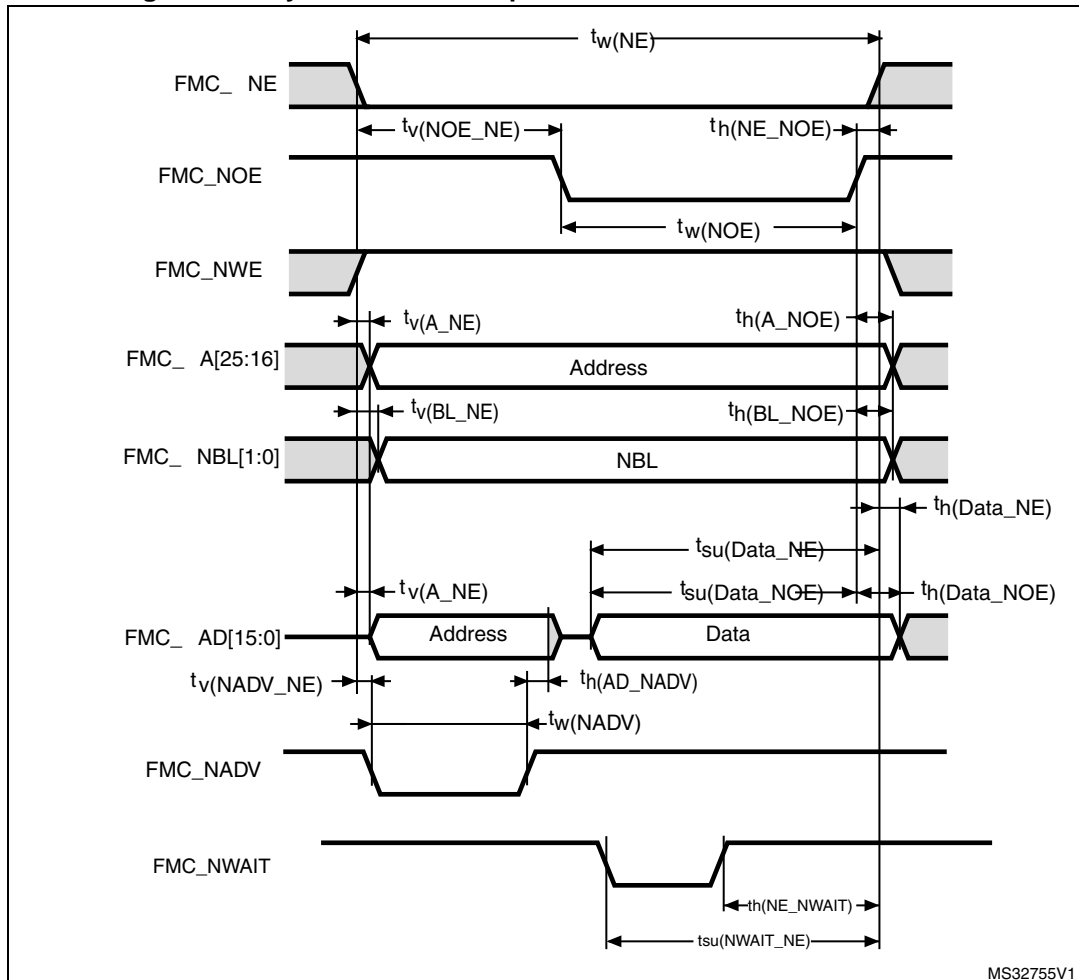 tw(NE)
FMC_ NE
tv(NOE_NE)
th(NE_NOE)
FMC_NOE
tw(NOE)
FMC_NWE
tv(A_NE)
th(A_NOE)
FMC_ A[25:16]
Address
tv(BL_NE)
th(BL_NOE)
FMC_ NBL[1:0]
NBL
th(Data_NE)
tsu(Data_NE)
tv(A_NE)
tsu(Data_NOE)
th(Data_NOE)
FMC_ AD[15:0]
Address
Data
tv(NADV_NE)
th(AD_NADV)
tw(NADV)
FMC_NADV
FMC_NWAIT
th(NE_NWAIT)
tsu(NWAIT_NE)
MS32755V1